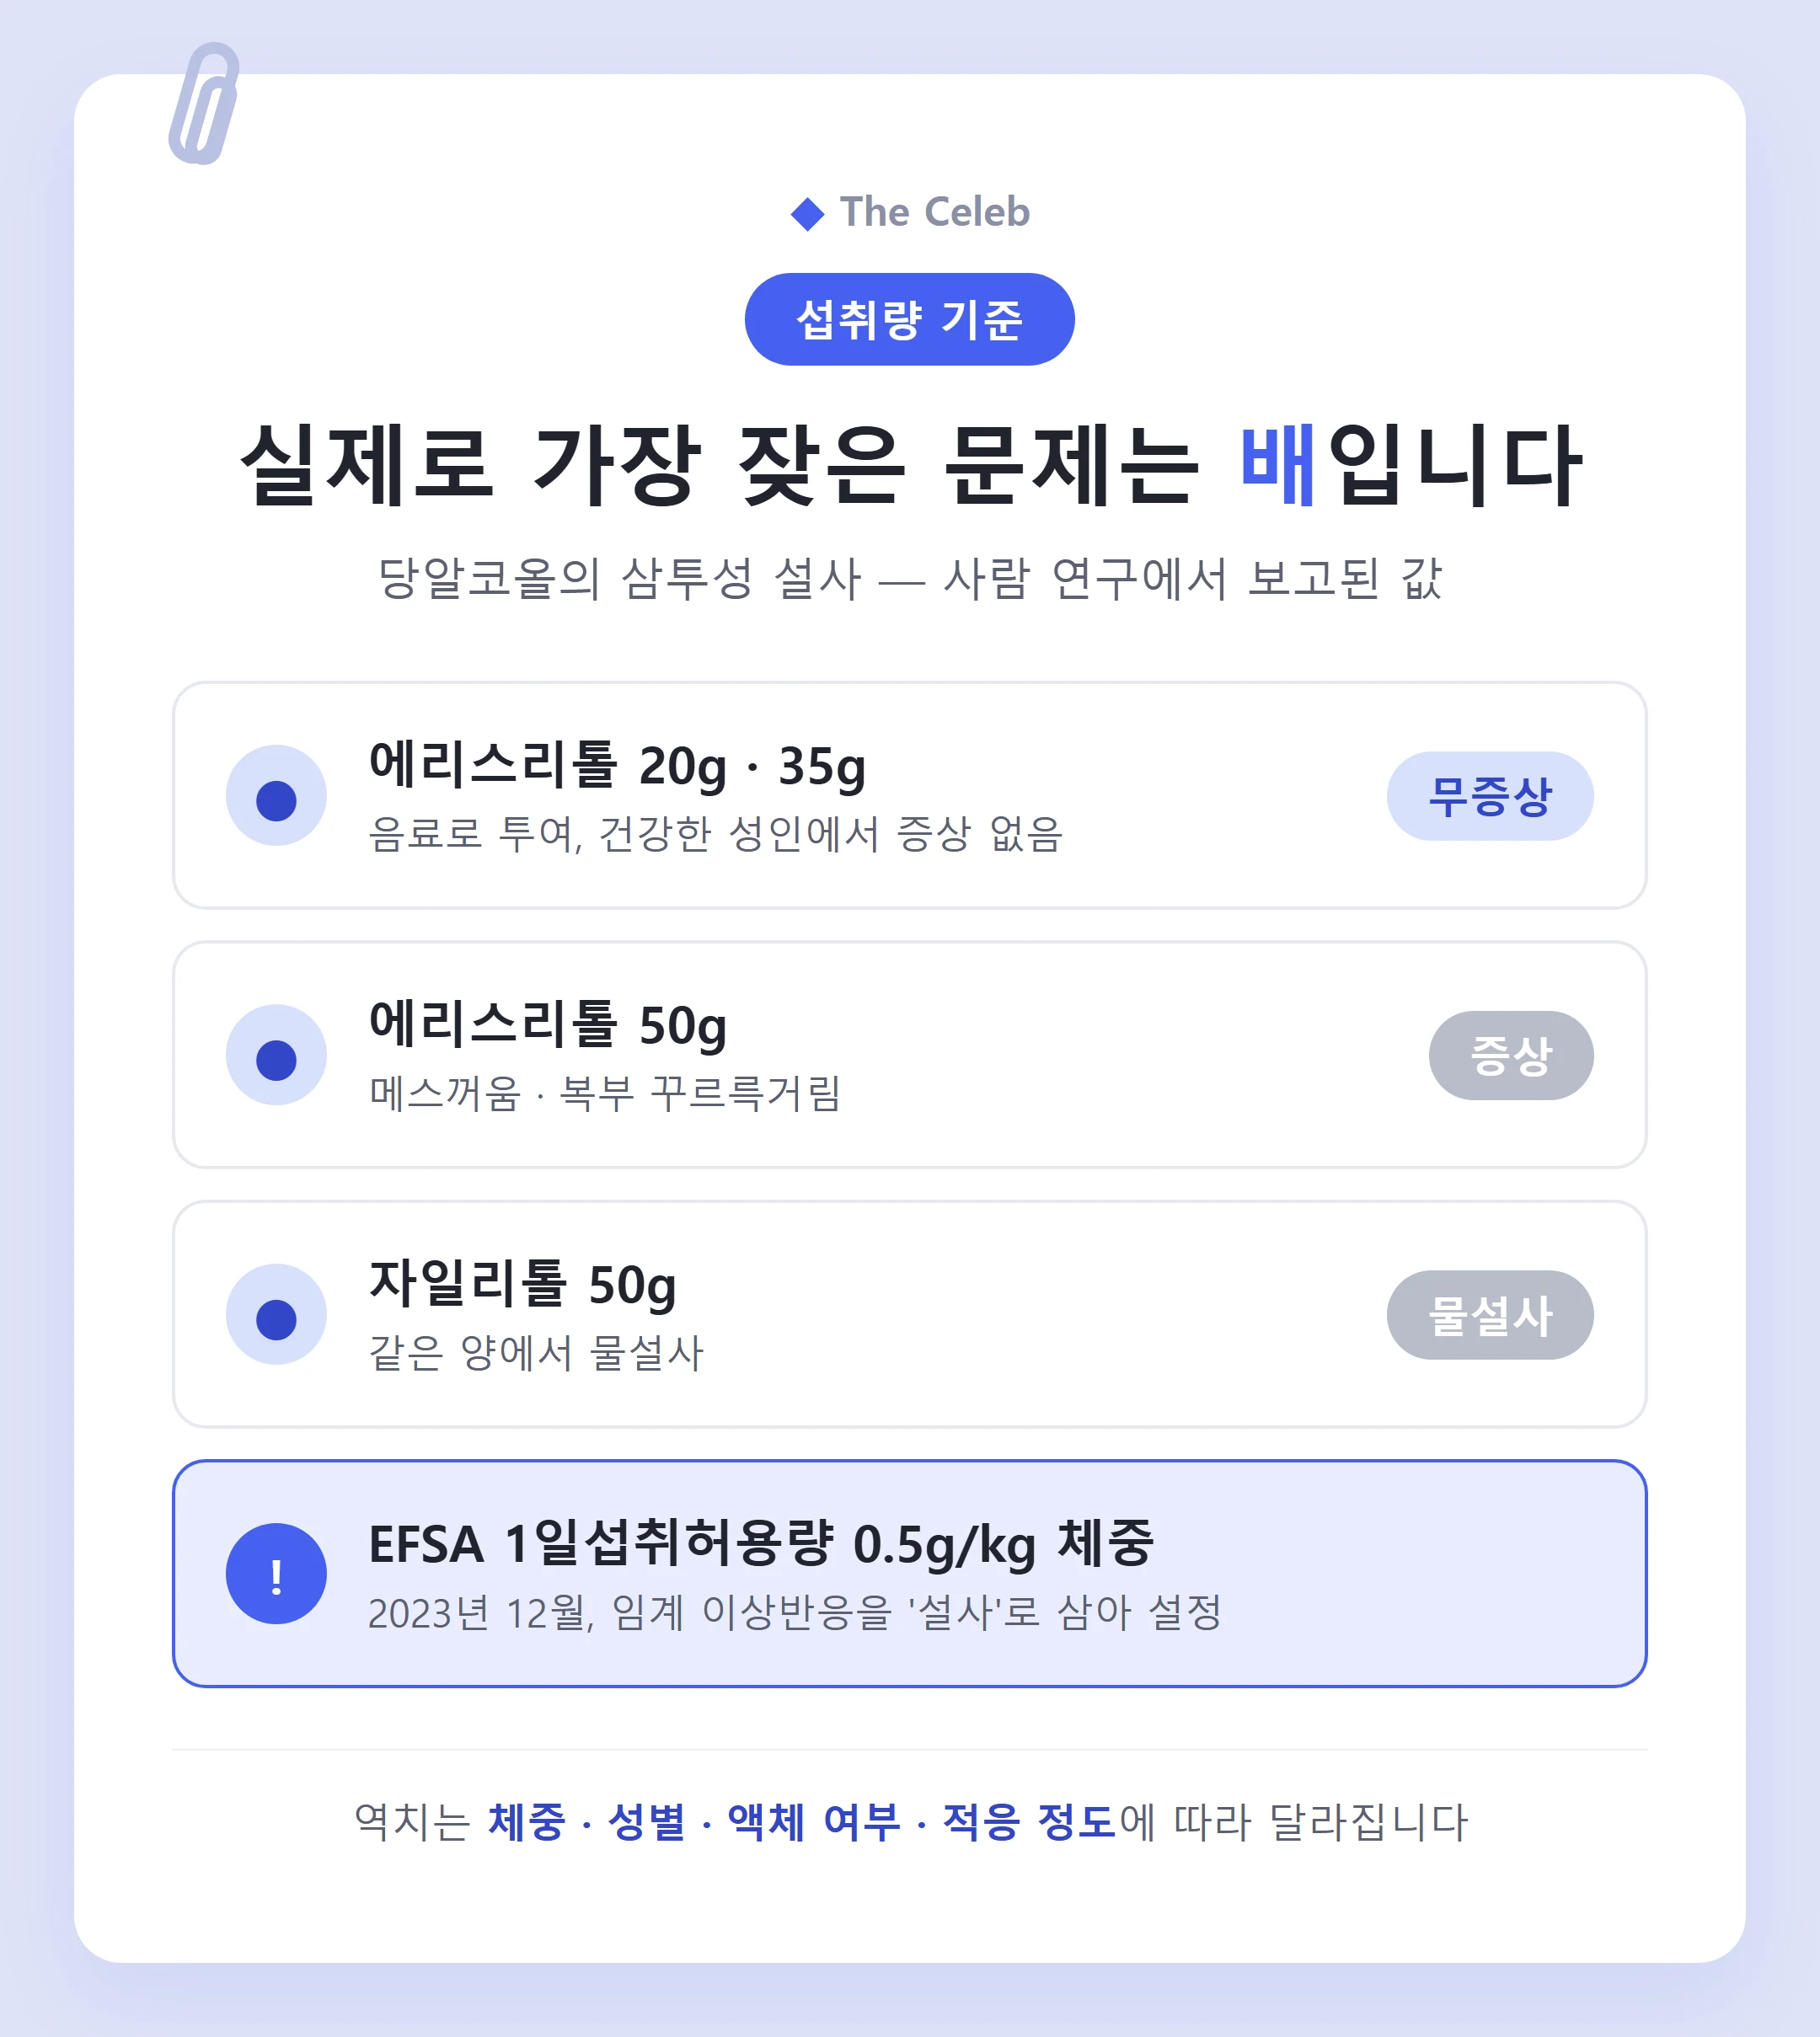 The Celeb
섭취량 기준
실제로 가장 잦은 문제는 배입니다
당알코올의 삼투성 설사 — 사람 연구에서 보고된 값
에리스리톨 20g · 35g
음료로 투여, 건강한 성인에서 증상 없음
무증상
에리스리톨 50g
메스꺼움 · 복부 꾸르륵거림
증상
자일리톨 50g
같은 양에서 물설사
물설사
!
EFSA 1일섭취허용량 0.5g/kg 체중
2023년 12월, 임계 이상반응을 '설사'로 삼아 설정
역치는 체중 · 성별 · 액체 여부 · 적응 정도에 따라 달라집니다